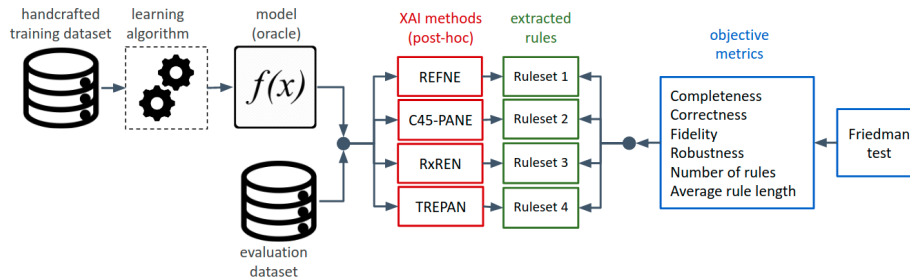 handcrafted
training dataset
learning
algorithm
model
(oracle)
f(x)
evaluation
dataset
XAI methods
(post-hoc)
REFNE
C45-PANE
RxREN
TREPAN
extracted
rules
Ruleset 1
Ruleset 2
Ruleset 3
Ruleset 4
objective
metrics
Completeness
Correctness
Fidelity
Robustness
Number of rules
Average rule length
Friedman
test